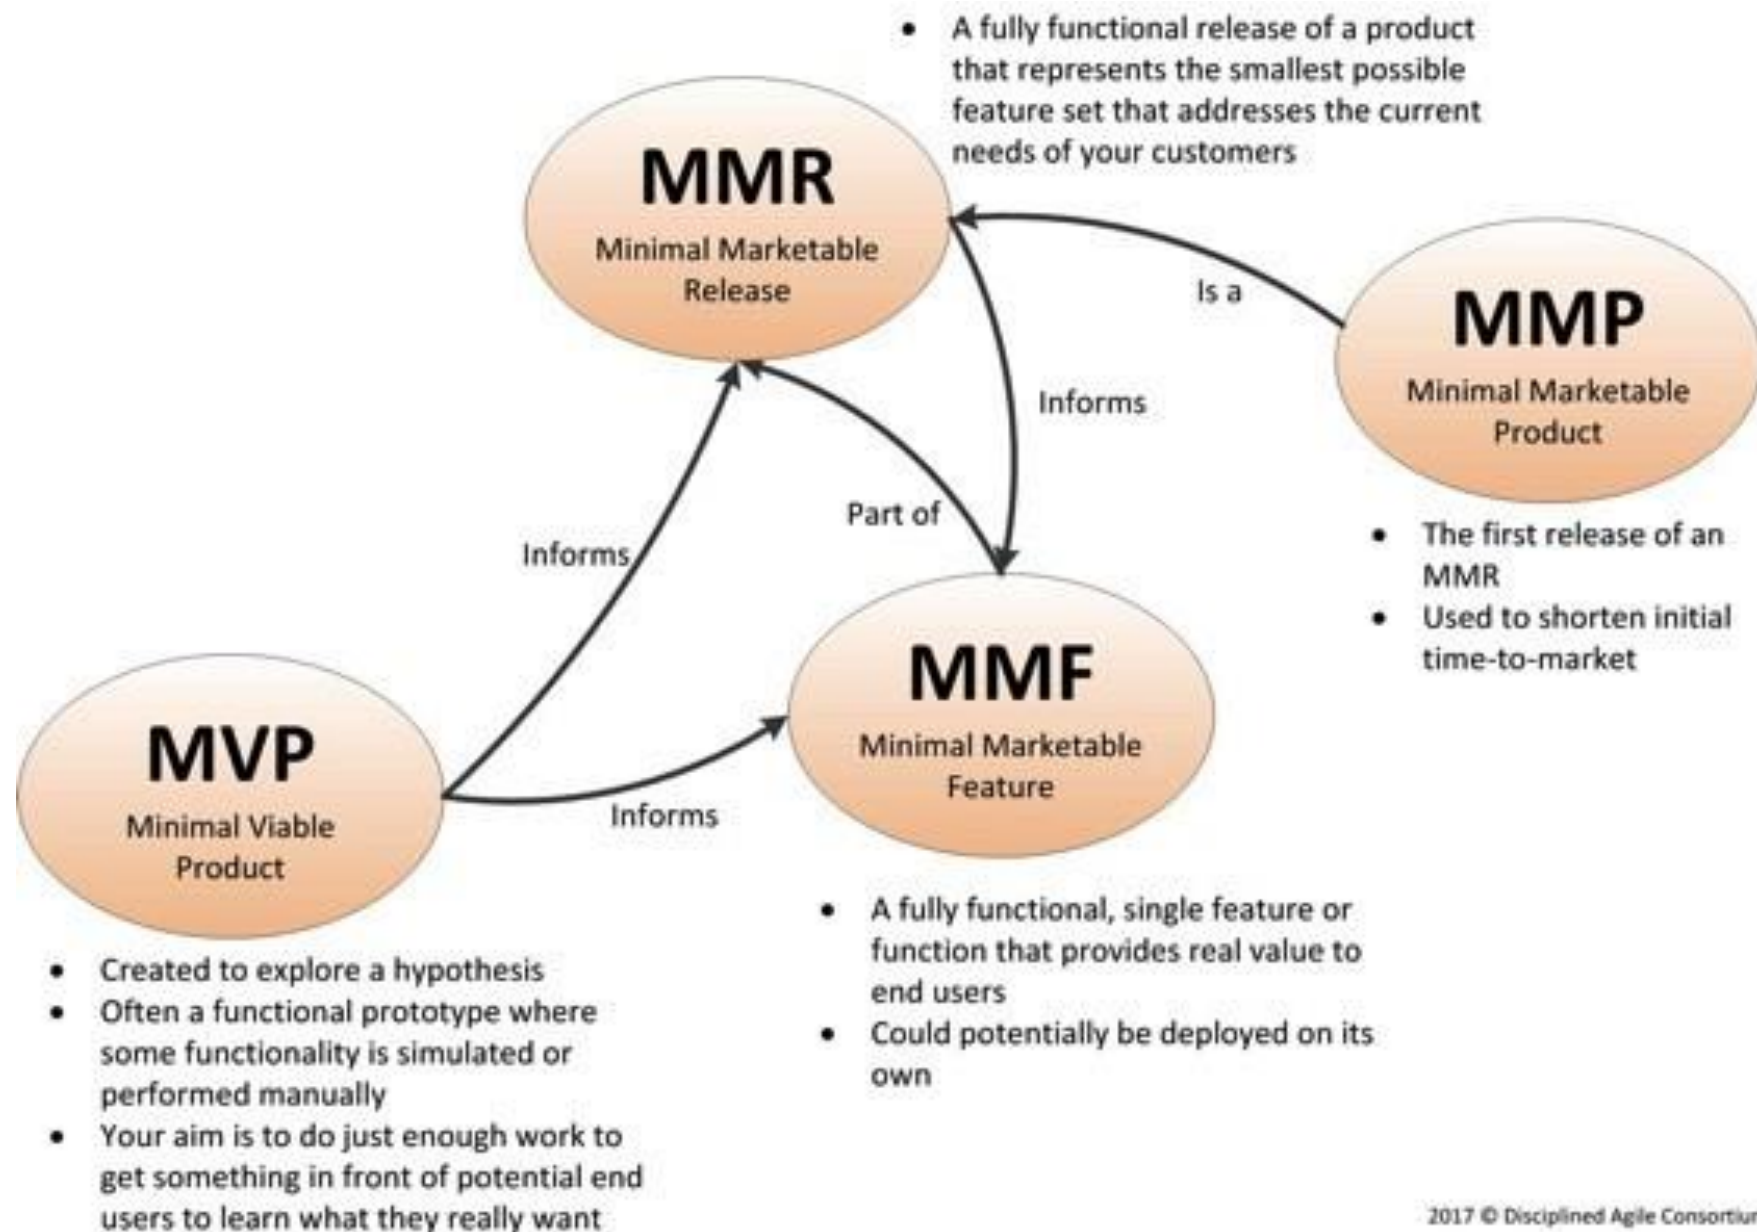 • A fully functional release of a product
that represents the smallest possible
feature set that addresses the current
needs of your customers
MMR
Minimal Marketable
Release
Is a
MMP
Minimal Marketable
Product
Informs
Part of
Informs
• The first release of an
MMR
• Used to shorten initial
time-to-market
MMF
Minimal Marketable
Feature
MVP
Minimal Viable
Product
Informs
• A fully functional, single feature or
function that provides real value to
end users
• Could potentially be deployed on its
own
• Created to explore a hypothesis
• Often a functional prototype where
some functionality is simulated or
performed manually
• Your aim is to do just enough work to
get something in front of potential end
users to learn what they really want
2017 © Disciplined Agile Consortiu